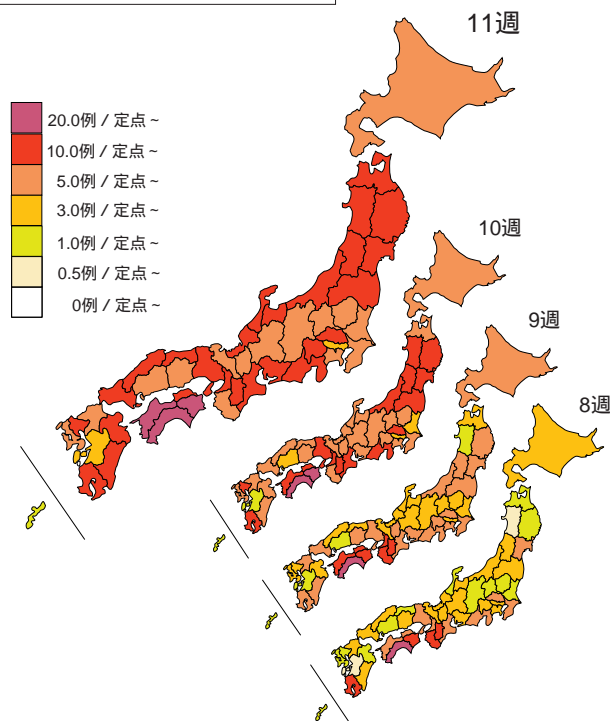 11週
20.0例 / 定点 ~
10.0例 / 定点 ~
5.0例 / 定点 ~
3.0例 / 定点 ~
1.0例 / 定点 ~
0.5例 / 定点 ~
0例 / 定点 ~
10週
9週
8週